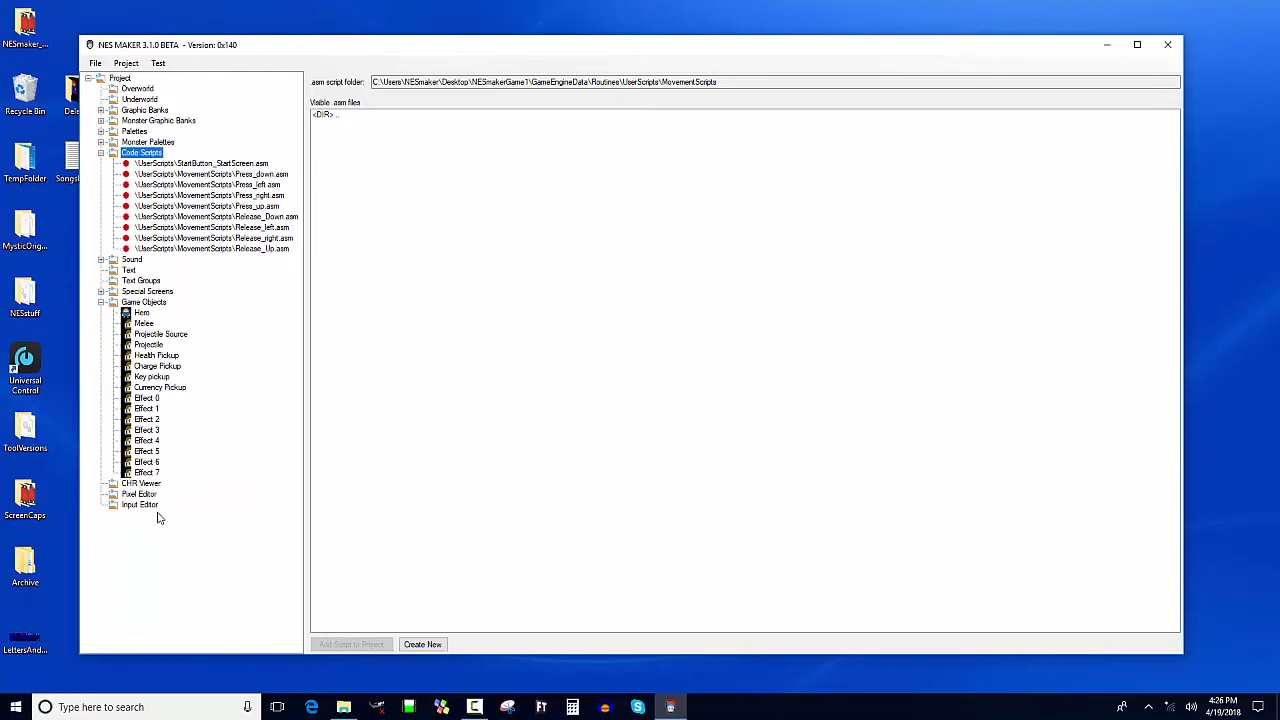 NESmaker_...
Recycle Bin
Dele
TempFolder
Songs
MysticOrig...
NESstuff
Universal
Control
ToolVersions
ScreenCaps
Archive
LettersAnd...
NES MAKER 3.1.0 BETA - Version: 0x140
File Project Test
Project
Overworld
Underworld
Graphic Banks
Monster Graphic Banks
Palettes
Monster Palettes
Code Scripts
\UserScripts\StartButton_StartScreen.asm
\UserScripts\MovementScripts\Press_down.asm
\UserScripts\MovementScripts\Press_left.asm
\UserScripts\MovementScripts\Press_right.asm
\UserScripts\MovementScripts\Press_up.asm
\UserScripts\MovementScripts\Release_Down.asm
\UserScripts\MovementScripts\Release_left.asm
\UserScripts\MovementScripts\Release_right.asm
\UserScripts\MovementScripts\Release_Up.asm
Sound
Text
Text Groups
Special Screens
Game Objects
Hero
Melee
Projectile Source
Projectile
Health Pickup
Charge Pickup
Key pickup
Currency Pickup
Effect 0
Effect 1
Effect 2
Effect 3
Effect 4
Effect 5
Effect 6
Effect 7
CHR Viewer
Pixel Editor
Input Editor
.asm script folder: C:\Users\NESmaker\Desktop\NESmakerGame1\GameEngineData\Routines\UserScripts\MovementScripts
Visible .asm files
<DIR> ..
Add Script to Project Create New
Type here to search
4:26 PM
4/19/2018